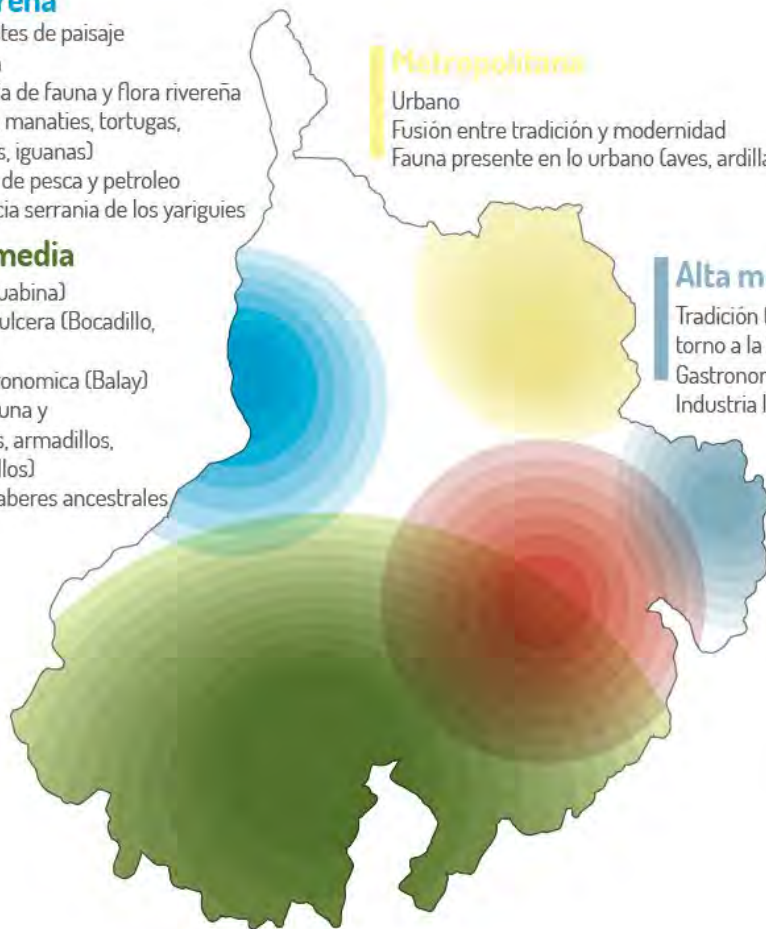 tes de paisaje
a de fauna y flora rivereña
manaties, tortugas,
s, iguanas)
de pesca y petroleo
cia serrania de los yariguies
media
uabina)
ulcera (Bocadillo,
onomica (Balay)
una y
s, armadillos,
llos)
aberes ancestrales
Metropolitana
Urbano
Fusión entre tradición y modernidad
Fauna presente en lo urbano (aves, ardilla
Alta m
Tradición (
torno a la
Gastronor
Industria l